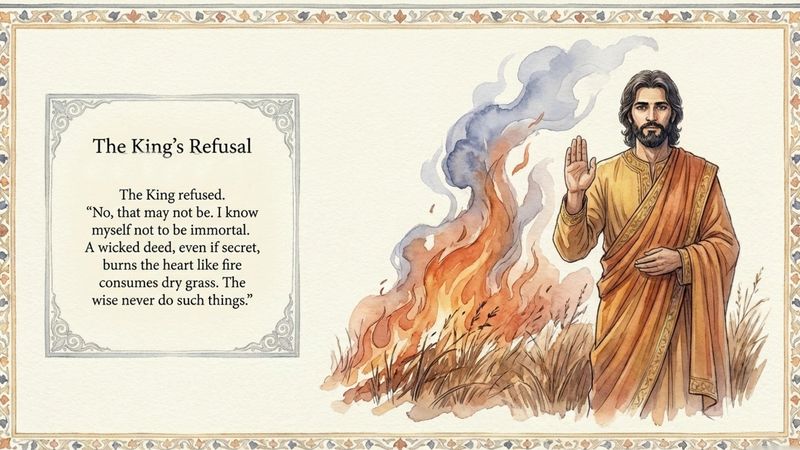 The King’s Refusal
The King refused.
“No, that may not be. I know
myself not to be immortal.
A wicked deed, even if secret,
burns the heart like fire
consumes dry grass. The
wise never do such things.”